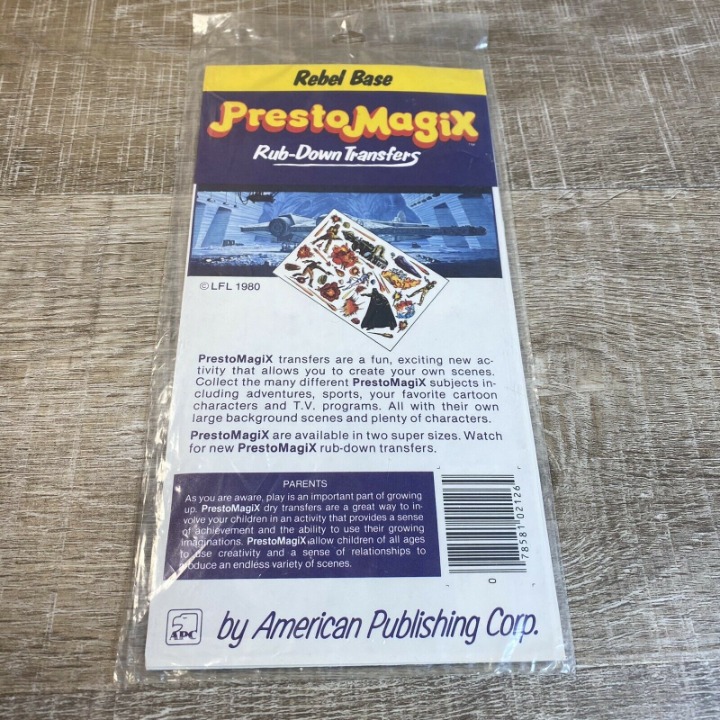 Rebel Base
PrestoMagiX
Rub-Down Transfers
© LFL 1980
PrestoMagiX transfers are a fun, exciting new ac-
tivity that allows you to create your own scenes.
Collect the many different PrestoMagiX subjects in-
cluding adventures, sports, your favorite cartoon
characters and T.V. programs. All with their own
large background scenes and plenty of characters.
PrestoMagiX are available in two super sizes. Watch
for new PrestoMagiX rub-down transfers.
PARENTS
As you are aware, play is an important part of growing
up. PrestoMagiX dry transfers are a great way to in-
volve your children in an activity that provides a sense
of achievement and the ability to use their growing
imaginations. PrestoMagiX allow children of all ages
to use creativity and a sense of relationships to
produce an endless variety of scenes.
0 78581 02126
APC
by American Publishing Corp.